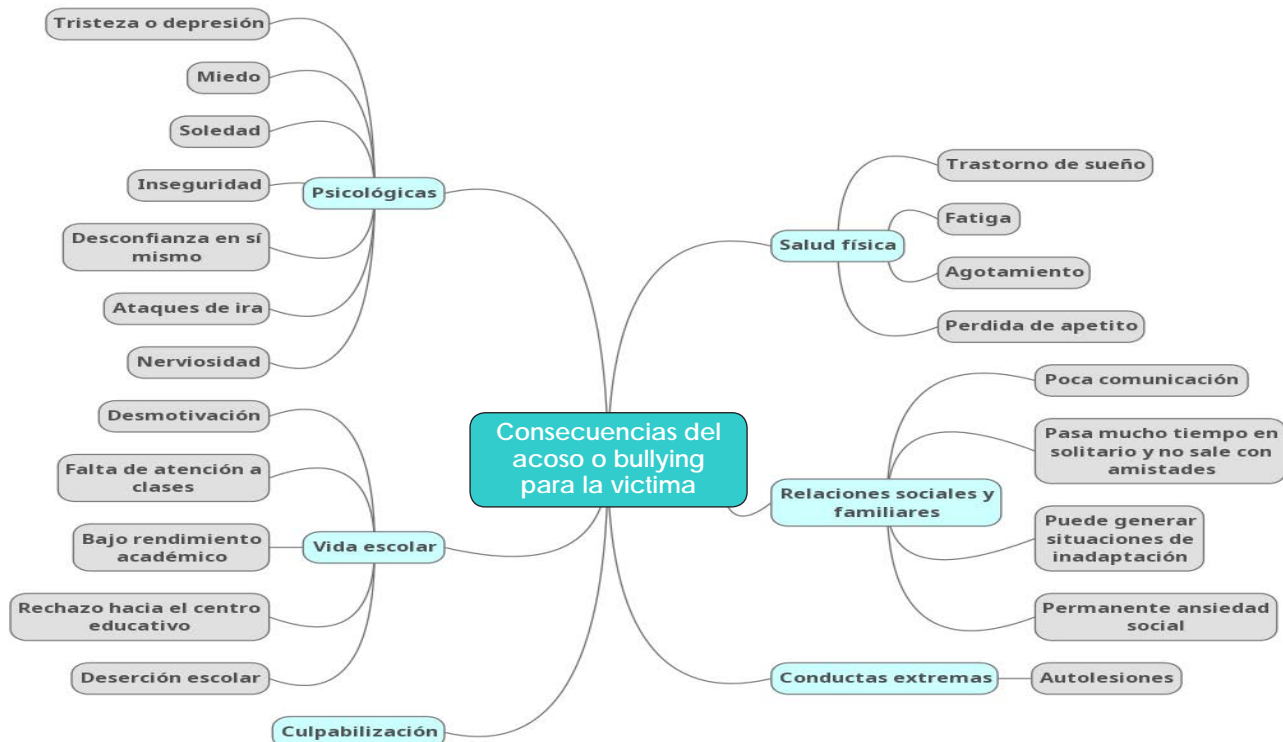 Consecuencias del
acoso o bullying
para la victima
Psicológicas
Tristeza o depresión
Miedo
Soledad
Inseguridad
Desconfianza en sí
mismo
Ataques de ira
Nerviosidad
Vida escolar
Desmotivación
Falta de atención a
clases
Bajo rendimiento
académico
Rechazo hacia el centro
educativo
Deserción escolar
Culpabilización
Salud física
Trastorno de sueño
Fatiga
Agotamiento
Perdida de apetito
Relaciones sociales y
familiares
Poca comunicación
Pasa mucho tiempo en
solitario y no sale con
amistades
Puede generar
situaciones de
inadaptación
Permanente ansiedad
social
Conductas extremas
Autolesiones